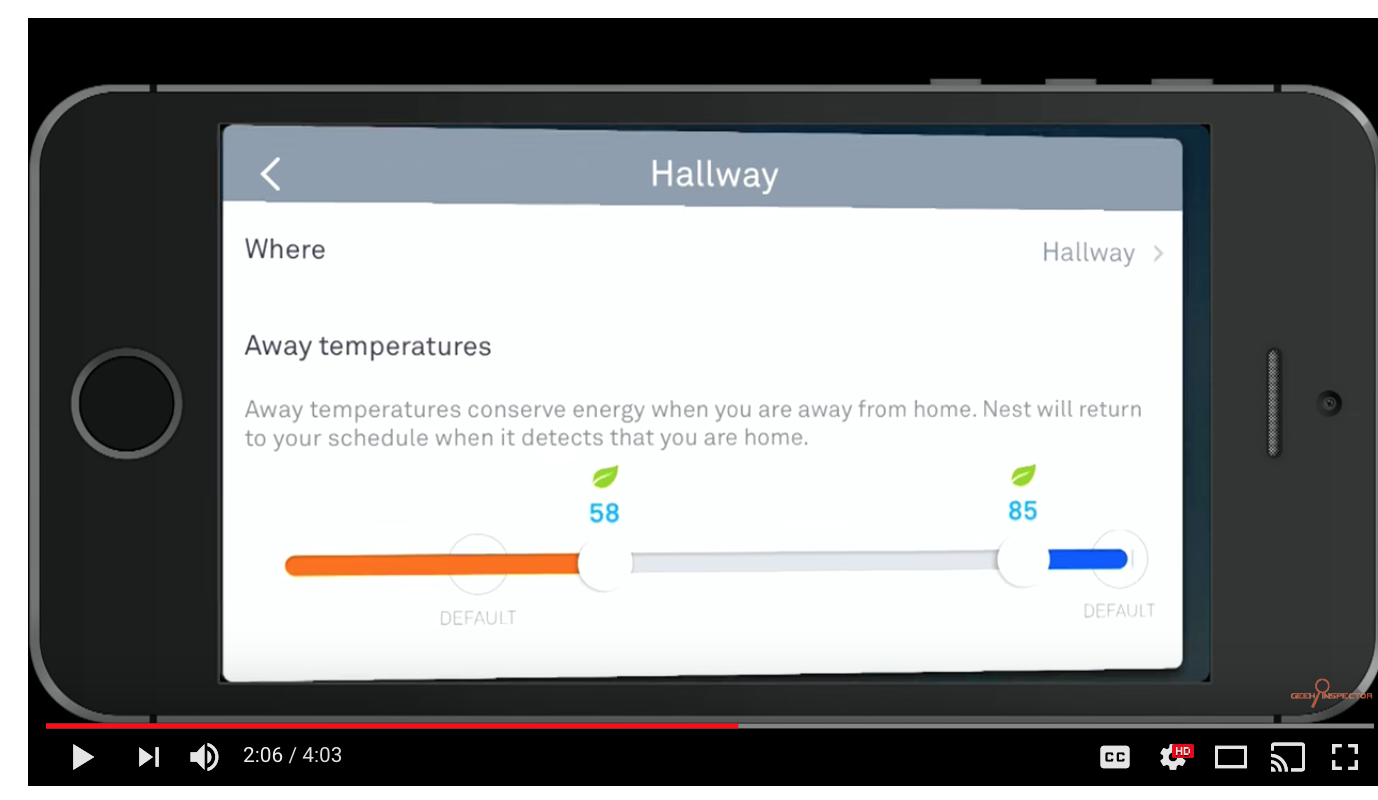 Hallway
Where
Hallway
Away temperatures
Away temperatures conserve energy when you are away from home. Nest will return
to your schedule when it detects that you are home.
58
85
DEFAULT
DEFAULT
GEEK INSPECTOR
2:06 / 4:03
CC
HD